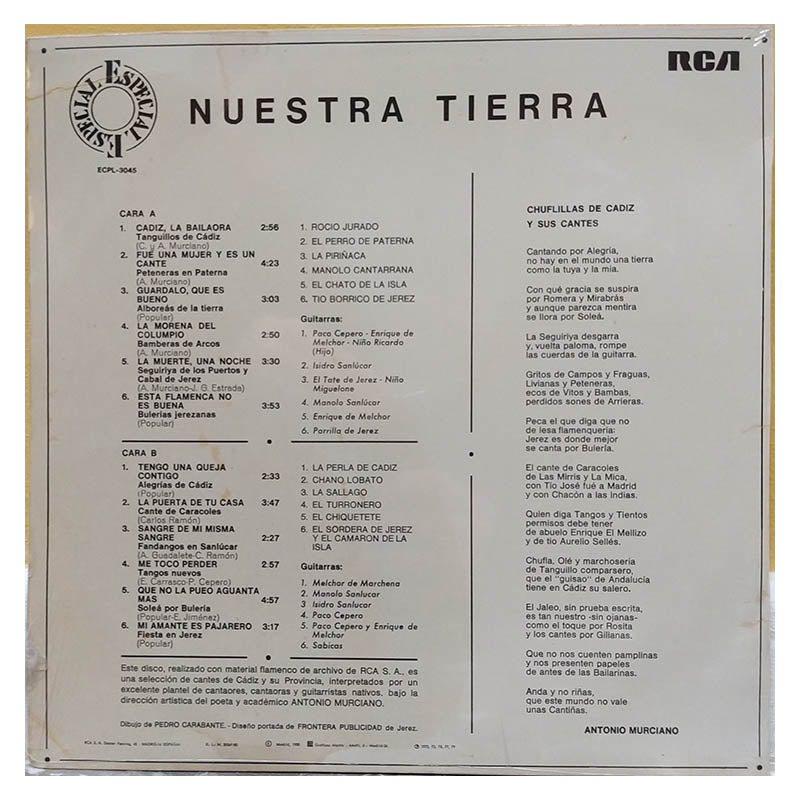 RCA
ESPECIAL ESPECIAL
NUESTRA TIERRA
ECPL-3045
CARA A
1. CADIZ, LA BAILAORA 2:56
Tanguillos de Cádiz
(C. y A. Murciano)
2. FUE UNA MUJER Y ES UN
CANTE 4:23
Peteneras en Paterna
(A. Murciano)
3. GUARDALO, QUE ES
BUENO 3:03
Alboreás de la tierra
(Popular)
4. LA MORENA DEL
COLUMPIO 2:50
Bamberas de Arcos
(A. Murciano)
5. LA MUERTE, UNA NOCHE 3:30
Seguiriya de los Puertos y
Cabal de Jerez
(A. Murciano-J. G. Estrada)
6. ESTA FLAMENCA NO
ES BUENA 3:53
Bulerías jerezanas
(Popular)
1. ROCIO JURADO
2. EL PERRO DE PATERNA
3. LA PIRIÑACA
4. MANOLO CANTARRANA
5. EL CHATO DE LA ISLA
6. TIO BORRICO DE JEREZ
Guitarras:
1. Paco Cepero - Enrique de
Melchor - Niño Ricardo
(Hijo)
2. Isidro Sanlúcar
3. El Tate de Jerez - Niño
Miguelone
4. Manolo Sanlúcar
5. Enrique de Melchor
6. Parrilla de Jerez
CARA B
1. TENGO UNA QUEJA
CONTIGO 2:33
Alegrías de Cádiz
(Popular)
2. LA PUERTA DE TU CASA 3:47
Cante de Caracoles
(Carlos Ramón)
3. SANGRE DE MI MISMA
SANGRE 2:27
Fandangos en Sanlúcar
(A. Guadalete-C. Ramón)
4. ME TOCO PERDER 2:57
Tangos nuevos
(E. Carrasco-P. Cepero)
5. QUE NO LA PUEO AGUANTA
MAS 4:57
Soleá por Bulería
(Popular-E. Jiménez)
6. MI AMANTE ES PAJARERO 3:17
Fiesta en Jerez
(Popular)
1. LA PERLA DE CADIZ
2. CHANO LOBATO
3. LA SALLAGO
4. EL TURRONERO
5. EL CHIQUETETE
6. EL SORDERA DE JEREZ
Y EL CAMARON DE LA
ISLA
Guitarras:
1. Melchor de Marchena
2. Manolo Sanlucar
3 Isidro Sanlucar
4. Paco Cepero
5. Paco Cepero y Enrique de
Melchor
6. Sabicas
Este disco, realizado con material flamenco de archivo de RCA S. A., es
una selección de cantes de Cádiz y su Provincia, interpretados por un
excelente plantel de cantaores, cantaoras y guitarristas nativos, bajo la
dirección artística del poeta y académico ANTONIO MURCIANO.
Dibujo de PEDRO CARABANTE. - Diseño portada de FRONTERA PUBLICIDAD de Jerez.
CHUFLILLAS DE CADIZ
Y SUS CANTES
Cantando por Alegría,
no hay en el mundo una tierra
como la tuya y la mía.
Con qué gracia se suspira
por Romera y Mirabrás
y aunque parezca mentira
se llora por Soleá.
La Seguiriya desgarra
y, vuelta paloma, rompe
las cuerdas de la guitarra.
Gritos de Campos y Fraguas,
Livianas y Peteneras,
ecos de Vitos y Bambas,
perdidos sones de Arrieras.
Peca el que diga que no
de lesa flamenquería:
Jerez es donde mejor
se canta por Bulería.
El cante de Caracoles
de Las Mirris y La Mica,
con Tío José fué a Madrid
y con Chacón a las Indias.
Quien diga Tangos y Tientos
permisos debe tener
de abuelo Enrique El Mellizo
y de tío Aurelio Sellés.
Chufla, Olé y marchosería
de Tanguillo comparsero,
que el "guisao" de Andalucía
tiene en Cádiz su salero.
El Jaleo, sin prueba escrita,
es tan nuestro -sin ojanas-
como el toque por Rosita
y los cantes por Gilianas.
Que no nos cuenten pamplinas
y nos presenten papeles
de antes de las Bailarinas.
Anda y no riñas,
que este mundo no vale
unas Cantiñas.
ANTONIO MURCIANO